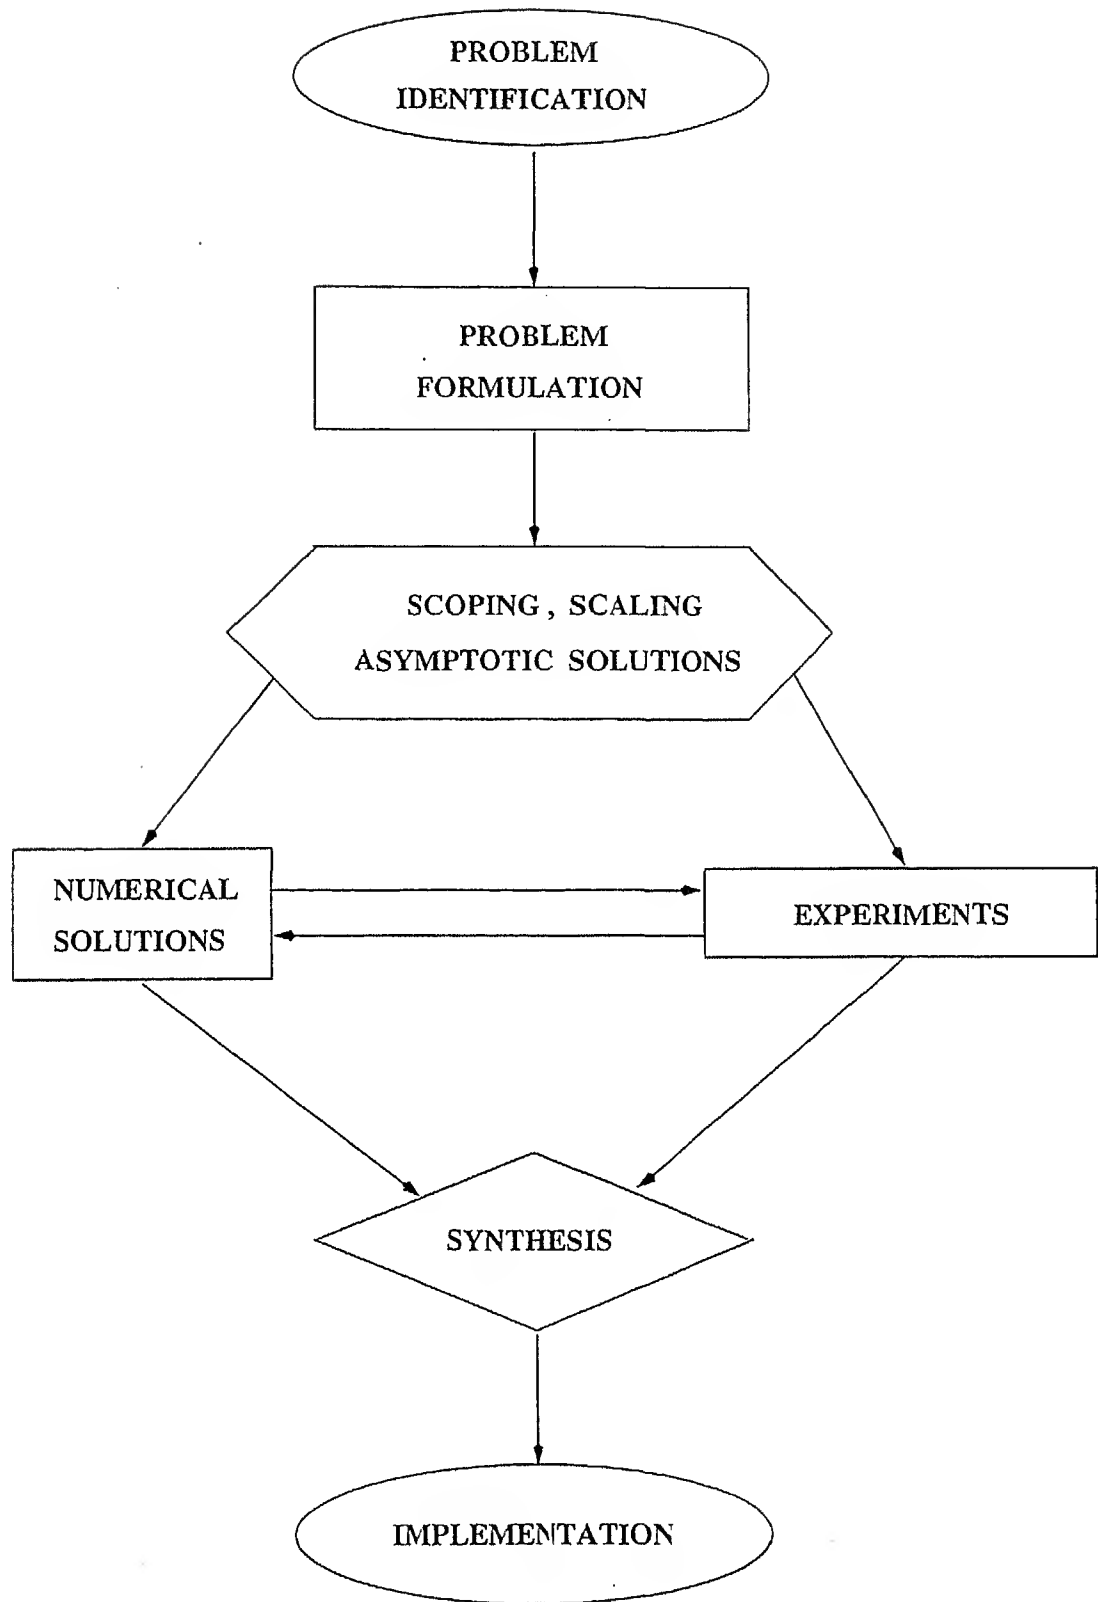 PROBLEM
IDENTIFICATION
PROBLEM
FORMULATION
SCOPING , SCALING
ASYMPTOTIC SOLUTIONS
NUMERICAL
SOLUTIONS
EXPERIMENTS
SYNTHESIS
IMPLEMENTATION